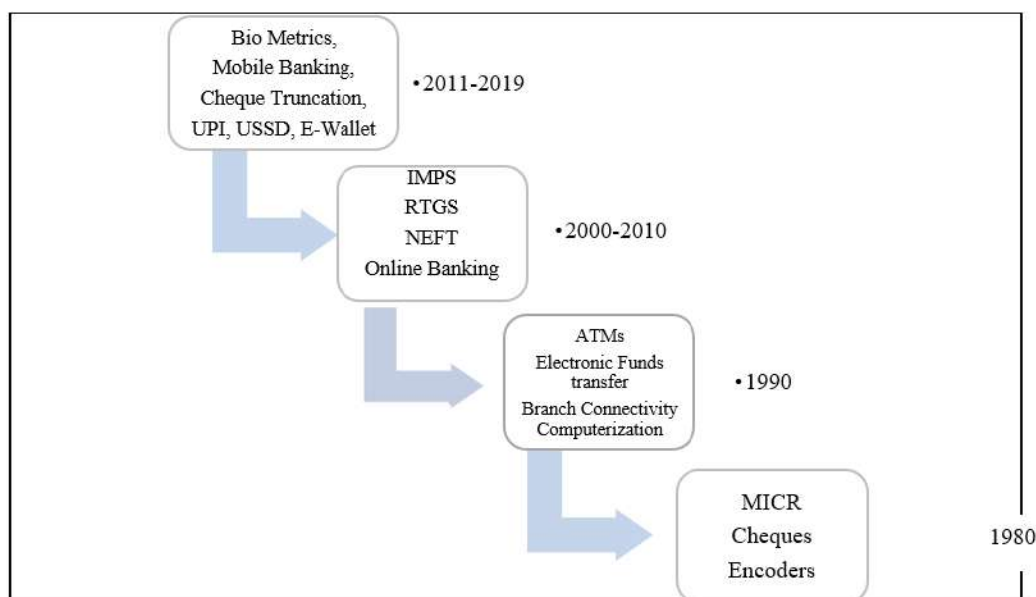 Bio Metrics,
Mobile Banking,
Cheque Truncation,
UPI, USSD, E-Wallet
•2011-2019
IMPS
RTGS
NEFT
Online Banking
•2000-2010
ATMs
Electronic Funds
transfer
Branch Connectivity
Computerization
•1990
MICR
Cheques
Encoders
1980